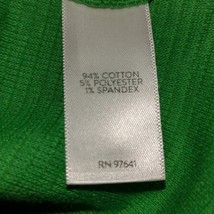 94% COTTON
5% POLYESTER
1% SPANDEX
RN 97641